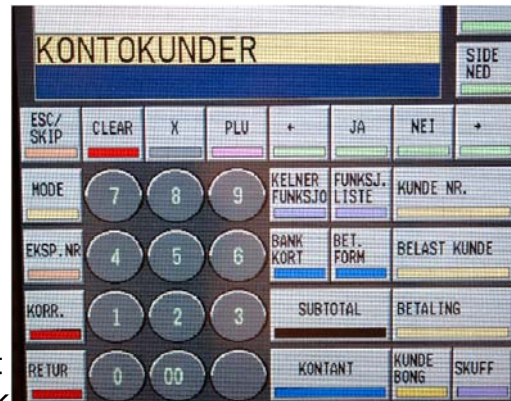 KONTOKUNDER
SIDE
NED
ESC/
SKIP
CLEAR
X
PLU
←
JA
NEI
→
MODE
7
8
9
KELNER
FUNKSJO
FUNKSJ.
LISTE
KUNDE NR.
EKSP.NR
4
5
6
BANK
KORT
BET.
FORM
BELAST KUNDE
KORR.
1
2
3
SUBTOTAL
BETALING
RETUR
0
00
KONTANT
KUNDE
BONG
SKUFF